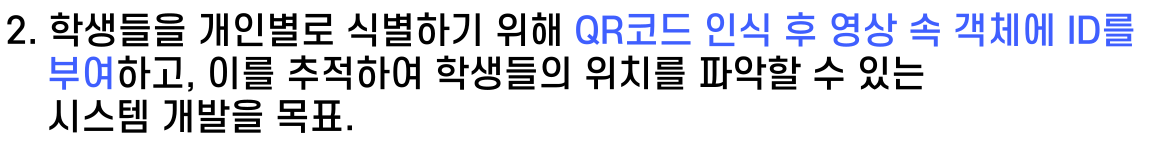 2. 학생들을 개인별로 식별하기 위해 QR코드 인식 후 영상 속 객체에 ID를
부여하고, 이를 추적하여 학생들의 위치를 파악할 수 있는
시스템 개발을 목표.